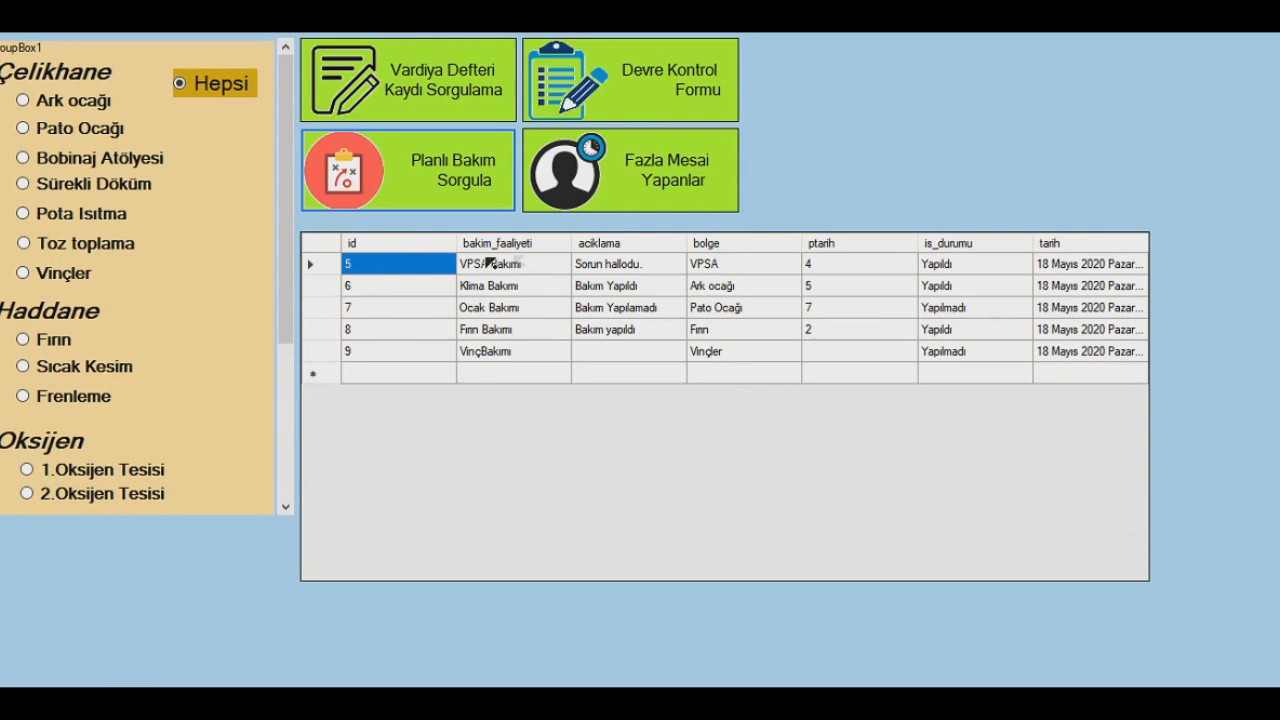 oupBox1
Çelikhane
Hepsi
Ark ocağı
Pato Ocağı
Bobinaj Atölyesi
Sürekli Döküm
Pota Isıtma
Toz toplama
Vinçler
Haddane
Fırın
Sıcak Kesim
Frenleme
Oksijen
1.Oksijen Tesisi
2.Oksijen Tesisi
Vardiya Defteri
Kaydı Sorgulama
Devre Kontrol
Formu
Planlı Bakım
Sorgula
Fazla Mesai
Yapanlar
id bakim_faaliyeti aciklama bolge ptarih is_durumu tarih
5 VPSA Bakımı Sorun hallodu. VPSA 4 Yapıldı 18 Mayıs 2020 Pazar...
6 Klima Bakımı Bakım Yapıldı Ark ocağı 5 Yapıldı 18 Mayıs 2020 Pazar...
7 Ocak Bakımı Bakım Yapılamadı Pato Ocağı 7 Yapılmadı 18 Mayıs 2020 Pazar...
8 Fırın Bakımı Bakım yapıldı Fırın 2 Yapıldı 18 Mayıs 2020 Pazar...
9 VinçBakımı Vinçler Yapılmadı 18 Mayıs 2020 Pazar...